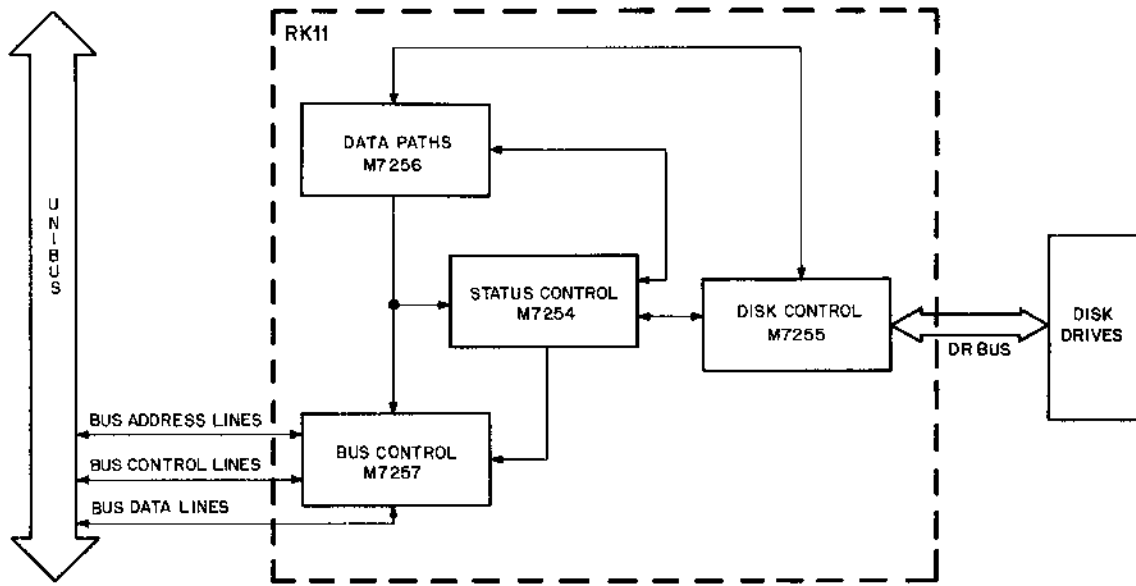 RK11
DATA PATHS
M7256
UNIBUS
STATUS CONTROL
M7254
DISK CONTROL
M7255
DISK
DRIVES
DR BUS
BUS ADDRESS LINES
BUS CONTROL
M7257
BUS CONTROL LINES
BUS DATA LINES